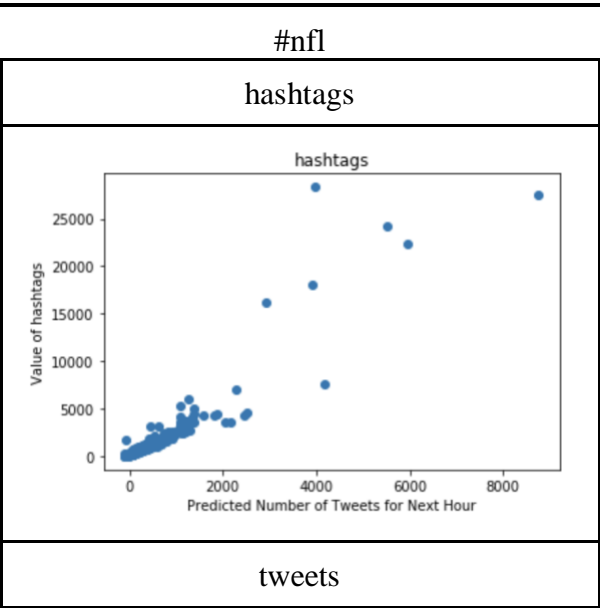 #nfl
hashtags
hashtags
25000
20000
15000
10000
5000
0
Value of hashtags
0 2000 4000 6000 8000
Predicted Number of Tweets for Next Hour
tweets